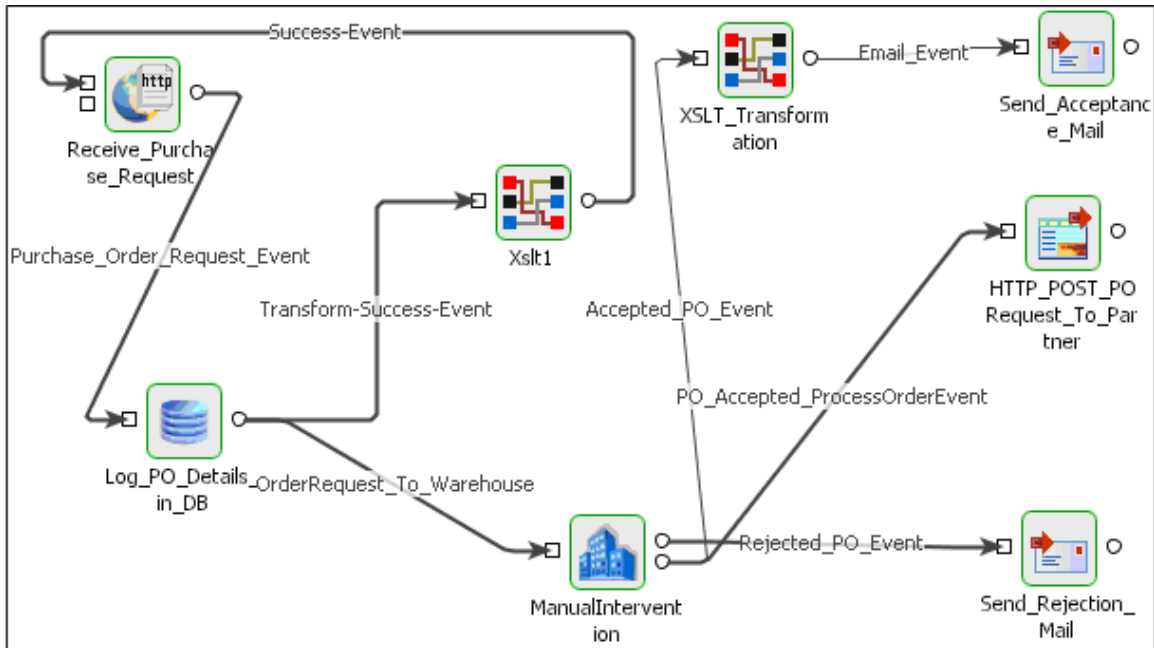 Success-Event
http
Receive_Purcha
se_Request
Email_Event
XSLT_Transform
ation
Send_Acceptanc
e_Mail
Purchase_Order_Request_Event
Xslt1
Transform-Success-Event
Accepted_PO_Event
HTTP_POST_PO
Request_To_Par
tner
PO_Accepted_ProcessOrderEvent
Log_PO_Details_
in_DB
OrderRequest_To_Warehouse
Rejected_PO_Event
ManualIntervent
ion
Send_Rejection_
Mail